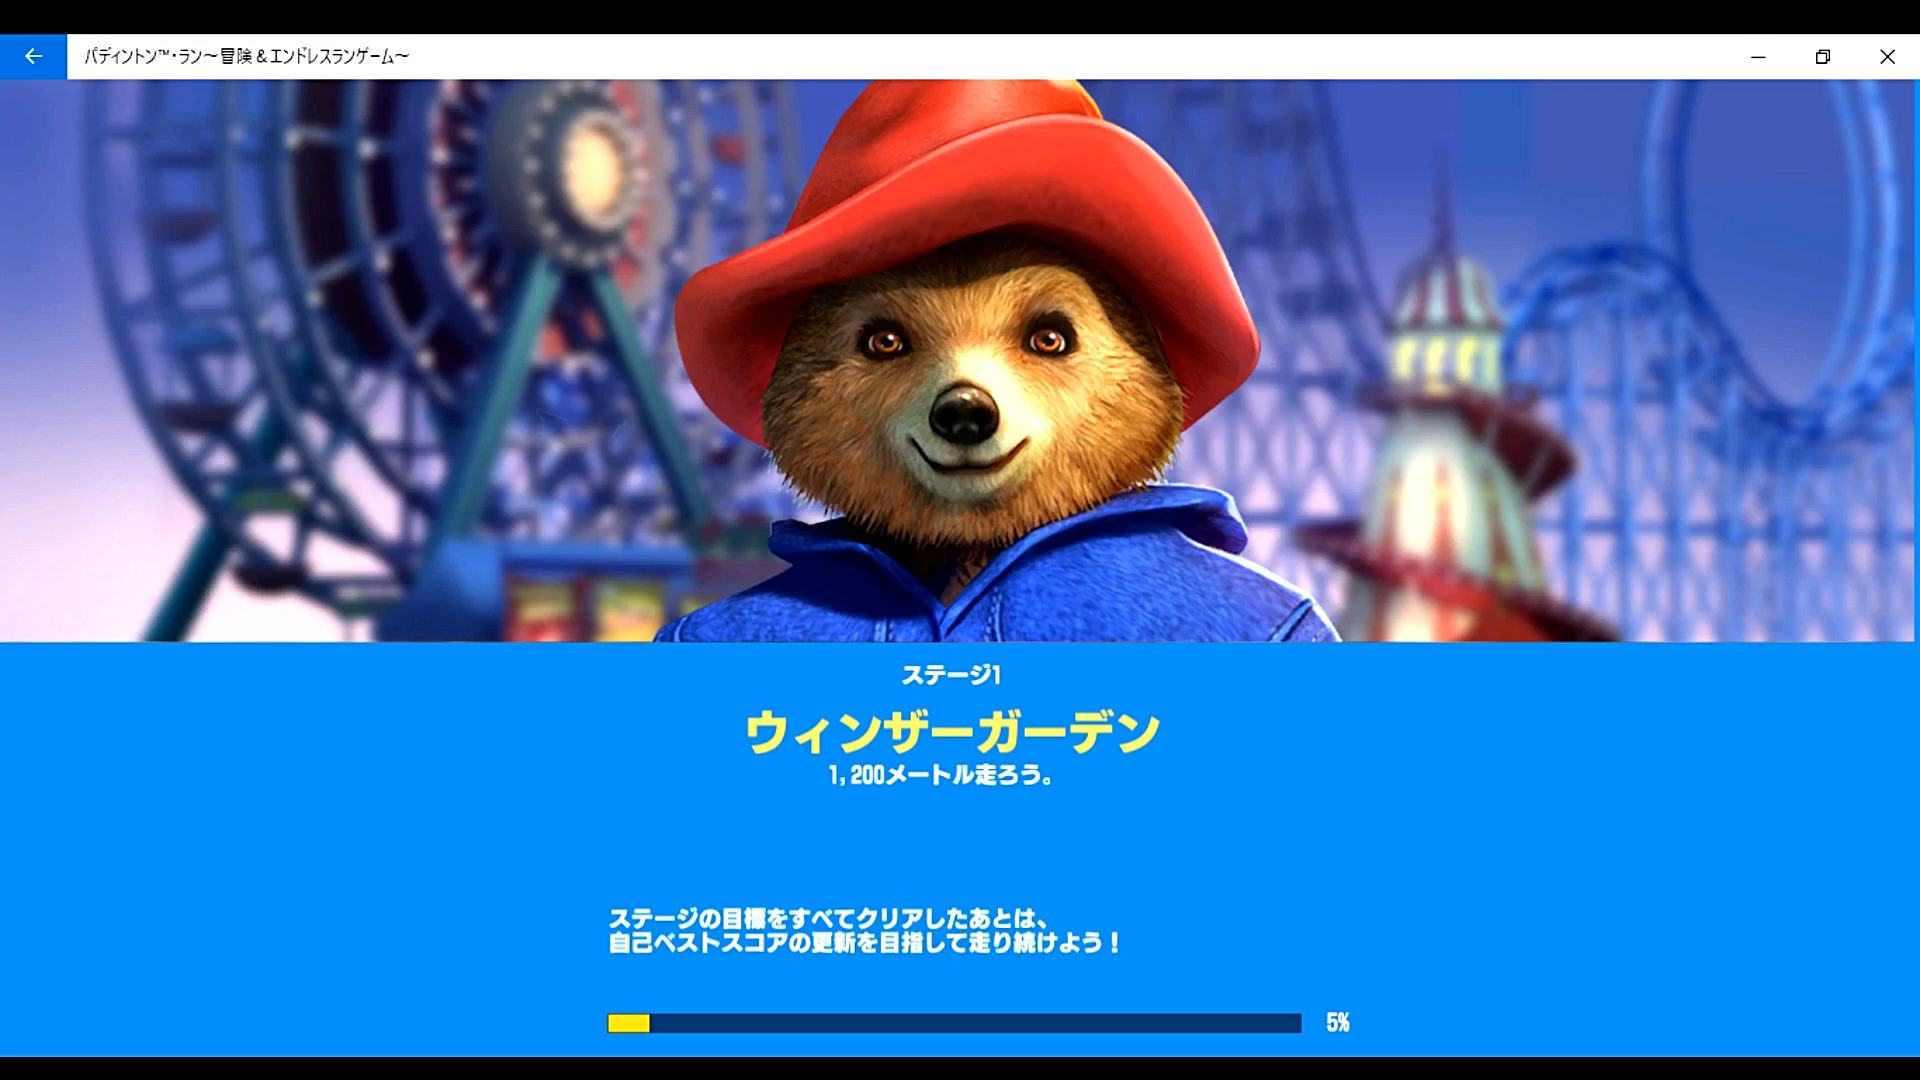 パディントン™・ラン～冒険＆エンドレスランゲーム～
ステージ1
ウィンザーガーデン
1,200メートル走ろう。
ステージの目標をすべてクリアしたあとは、
自己ベストスコアの更新を目指して走り続けよう！
5%